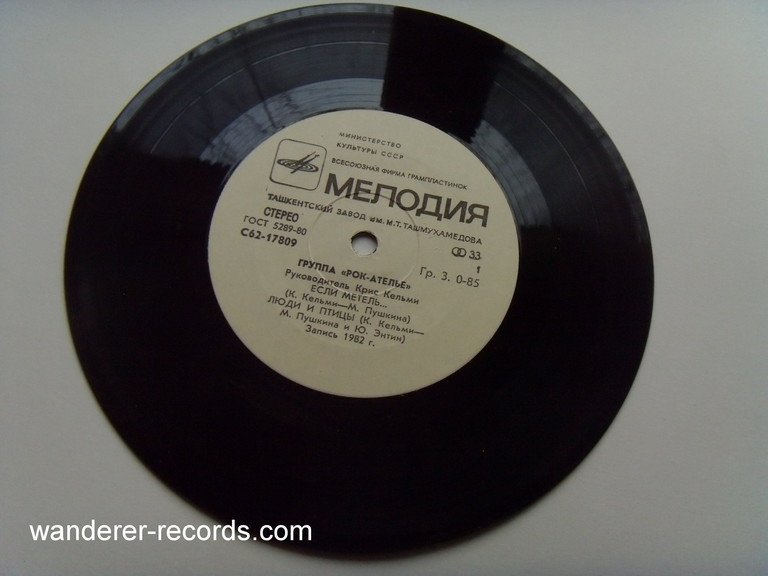 МИНИСТЕРСТВО
КУЛЬТУРЫ СССР
ВСЕСОЮЗНАЯ ФИРМА ГРАМПЛАСТИНОК
МЕЛОДИЯ
ТАШКЕНТСКИЙ ЗАВОД им. М.Т. ТАШМУХАМЕДОВА
СТЕРЕО
ГОСТ 5289-80
С62-17809
33
1
Гр. 3. 0-85
ГРУППА «РОК-АТЕЛЬЕ»
Руководитель Крис Кельми
ЕСЛИ МЕТЕЛЬ...
(К. Кельми—М. Пушкина)
ЛЮДИ И ПТИЦЫ (К. Кельми—
М. Пушкина и Ю. Энтин)
Запись 1982 г.
wanderer-records.com